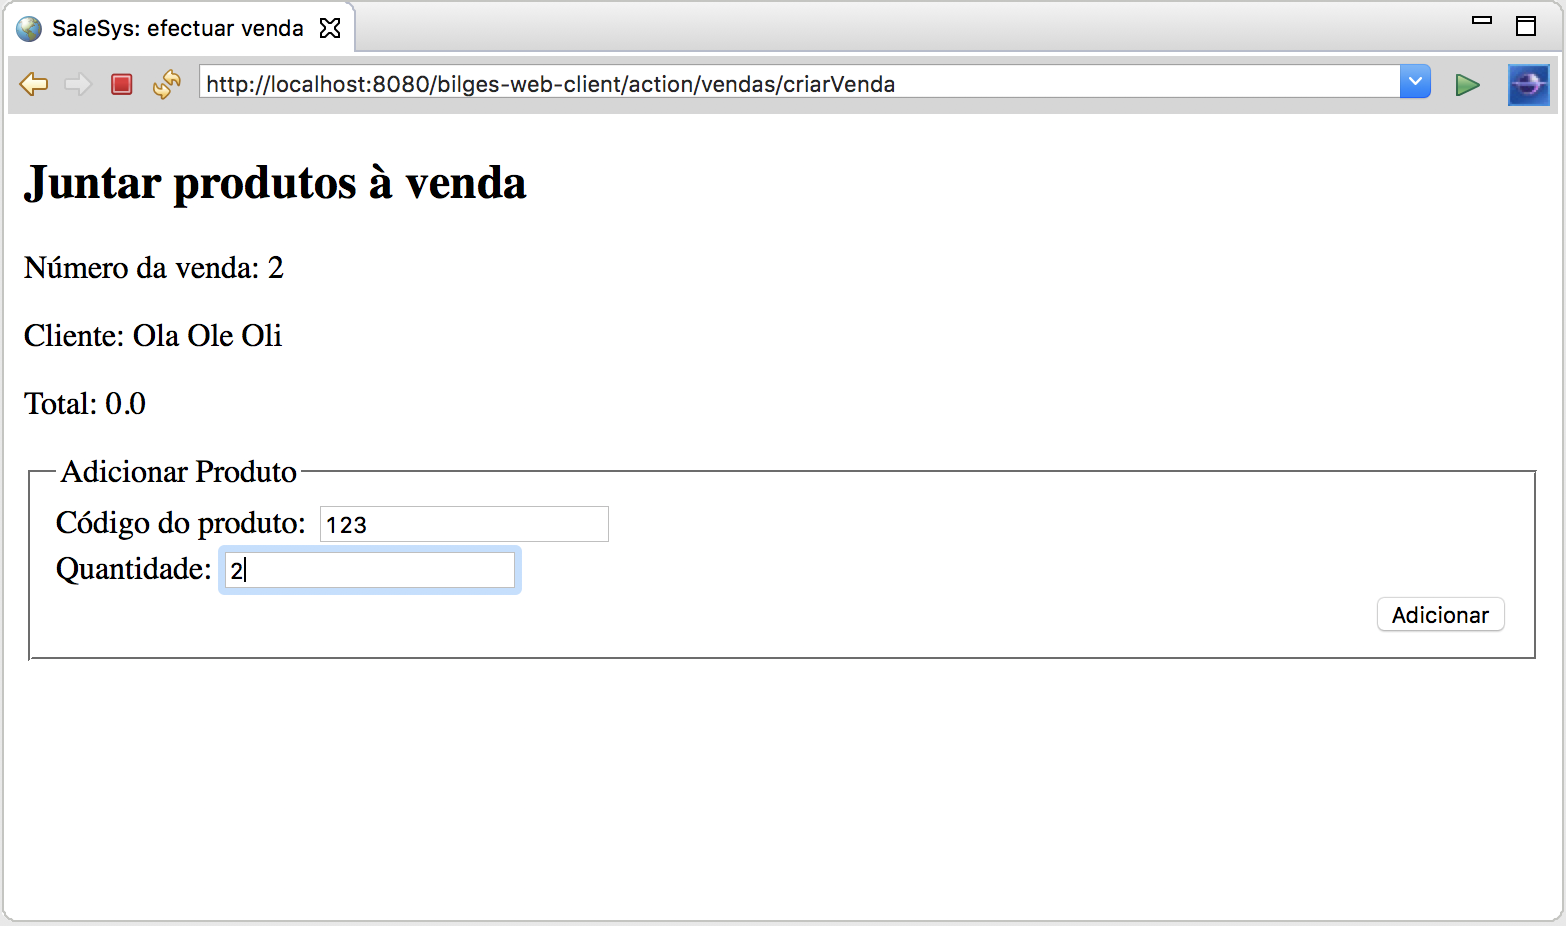 SaleSys: efectuar venda
http://localhost:8080/bilges-web-client/action/vendas/criarVenda
Juntar produtos à venda
Número da venda: 2
Cliente: Ola Ole Oli
Total: 0.0
Adicionar Produto
Código do produto: 123
Quantidade: 2
Adicionar